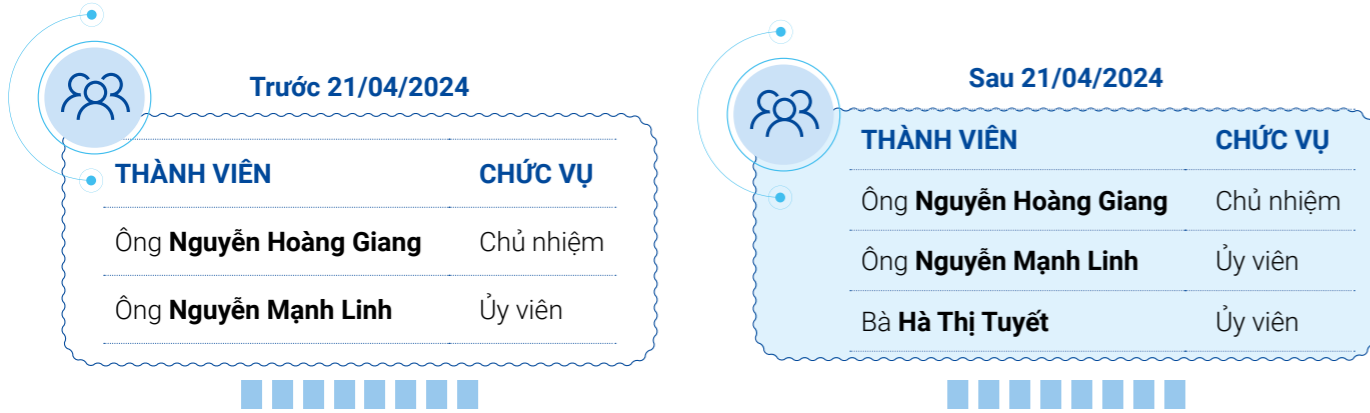 Trước 21/04/2024
THÀNH VIÊN CHỨC VỤ
Ông Nguyễn Hoàng Giang Chủ nhiệm
Ông Nguyễn Mạnh Linh Ủy viên
Sau 21/04/2024
THÀNH VIÊN CHỨC VỤ
Ông Nguyễn Hoàng Giang Chủ nhiệm
Ông Nguyễn Mạnh Linh Ủy viên
Bà Hà Thị Tuyết Ủy viên